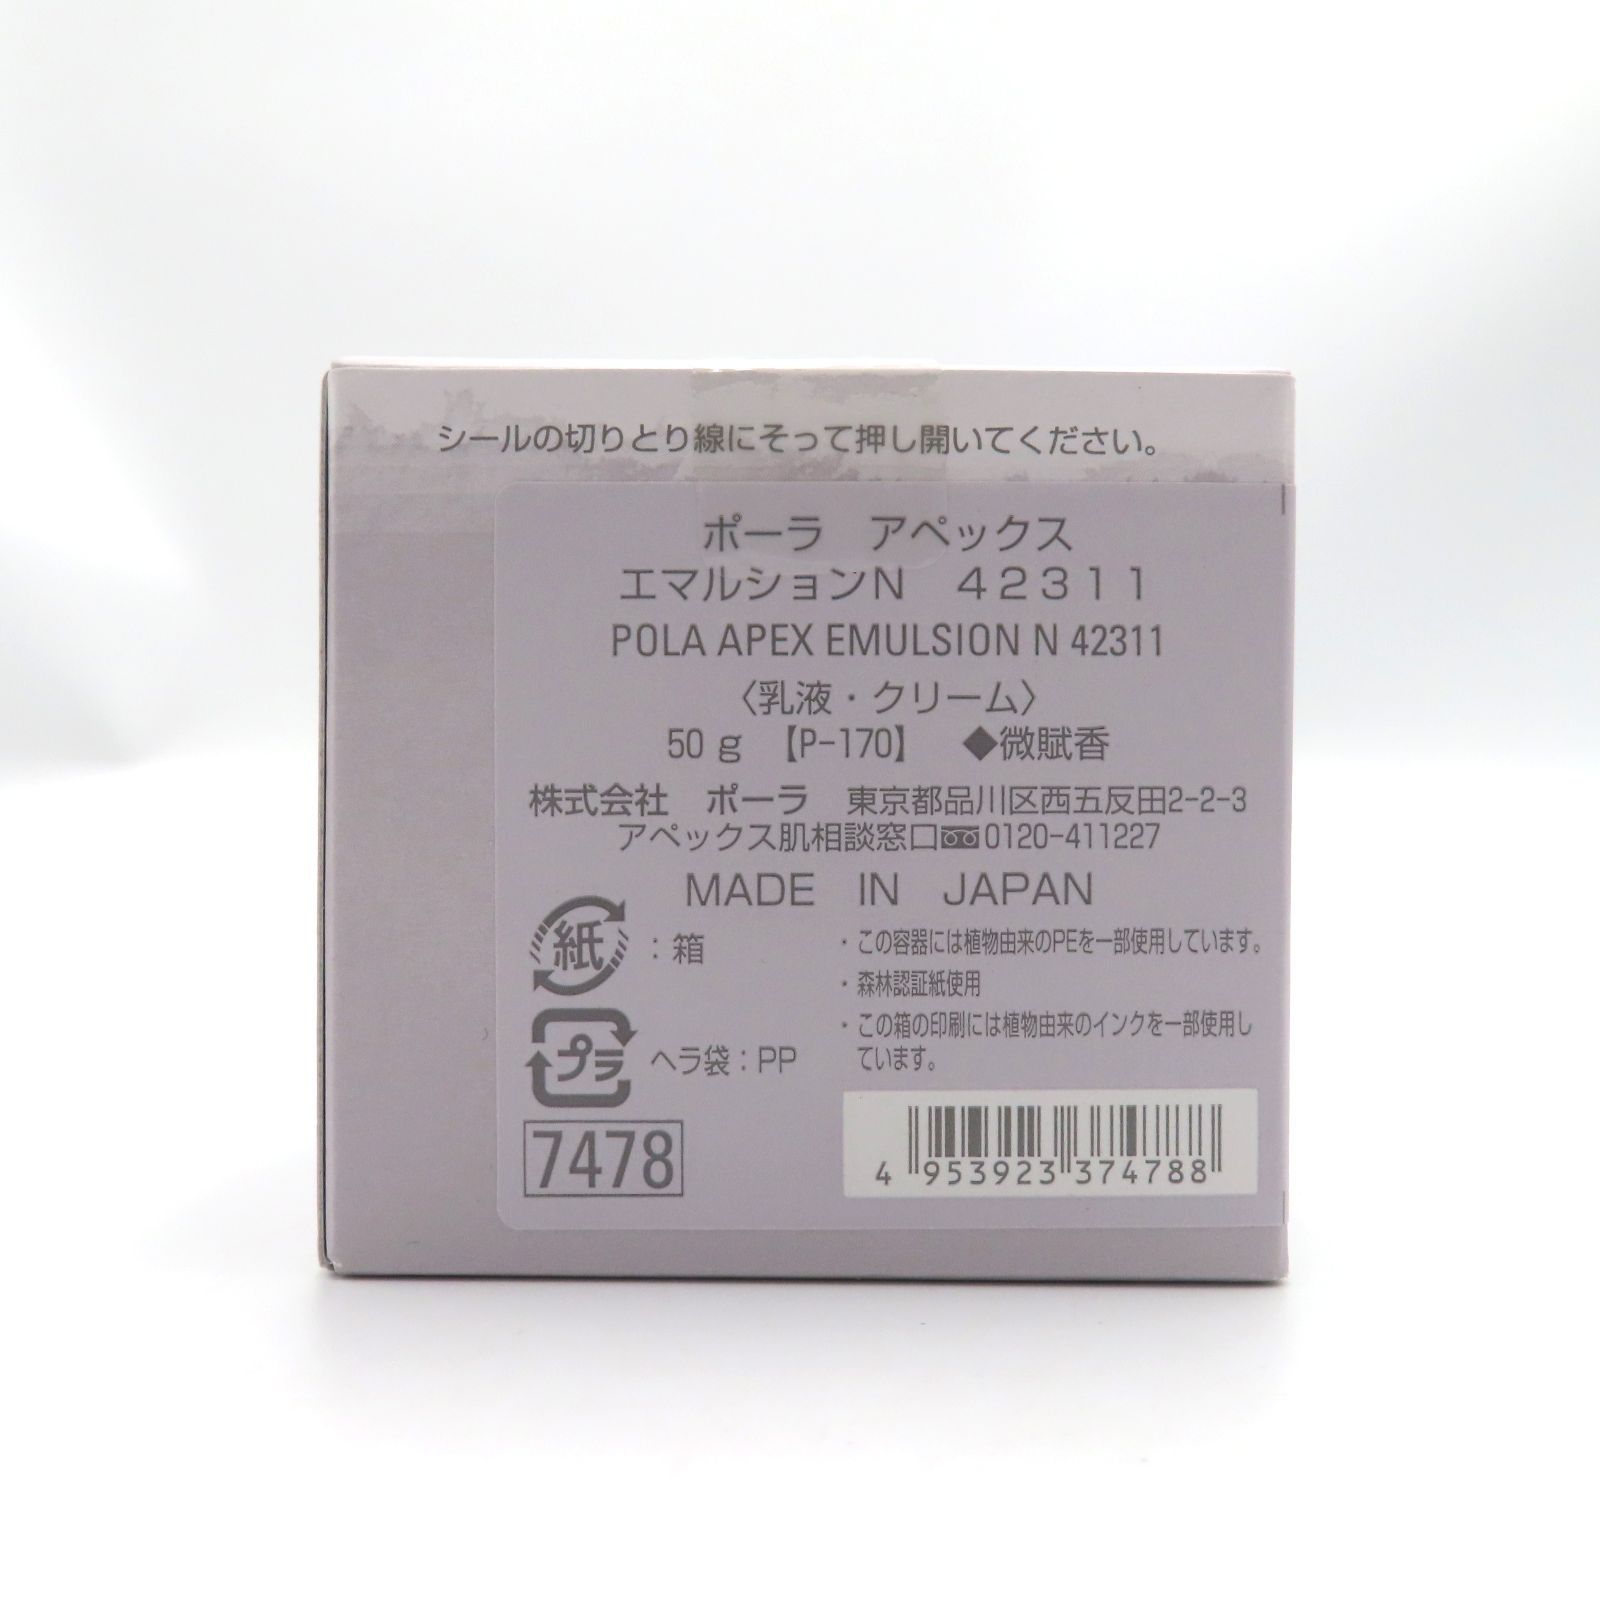 シールの切りとり線にそって押し開いてください。
ポーラ　アペックス
エマルションN　４２３１１
POLA APEX EMULSION N 42311
〈乳液・クリーム〉
50ｇ 【P-170】 ◆微賦香
株式会社　ポーラ　東京都品川区西五反田2-2-3
アペックス肌相談窓口 0120-411227
MADE IN JAPAN
紙：箱
・この容器には植物由来のPEを一部使用しています。
・森林認証紙使用
・この箱の印刷には植物由来のインクを一部使用し
ています。
プラ ヘラ袋：PP
7478
4 953923 374788